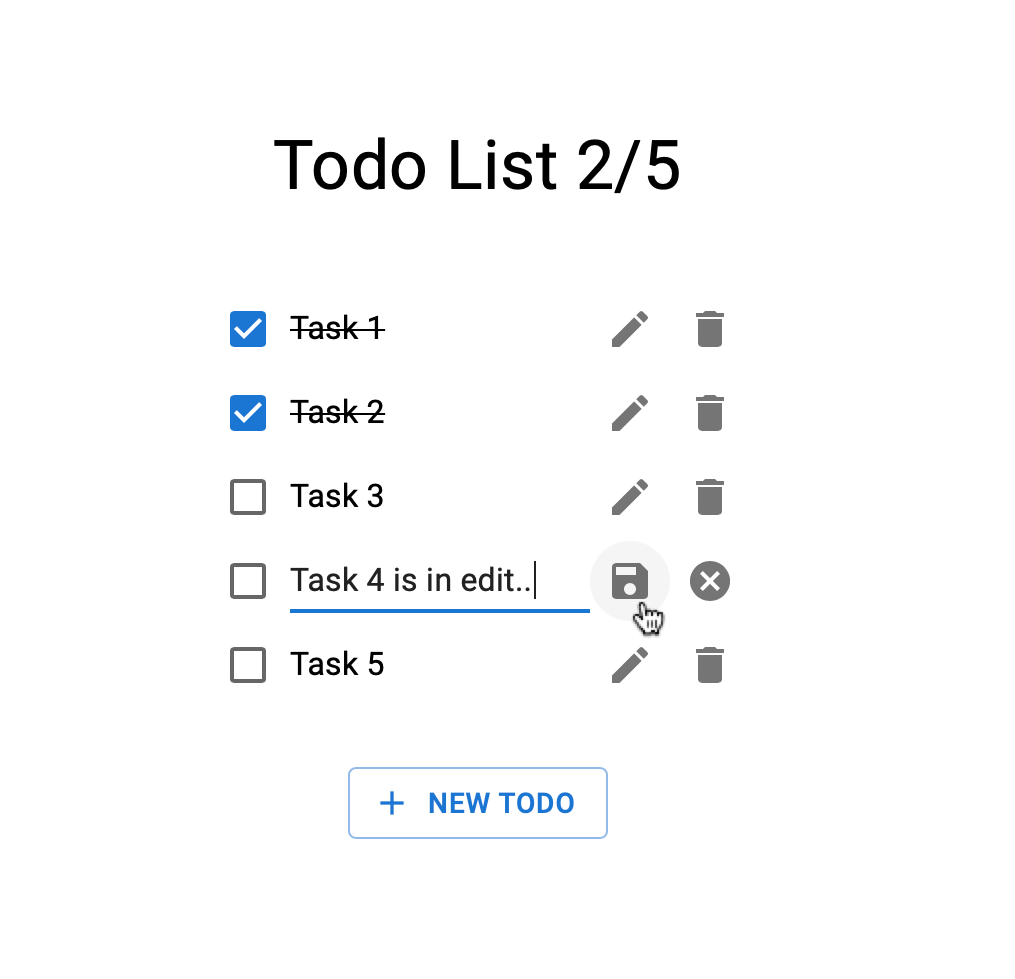 Todo List 2/5
Task 1
Task 2
Task 3
Task 4 is in edit..
Task 5
+ NEW TODO